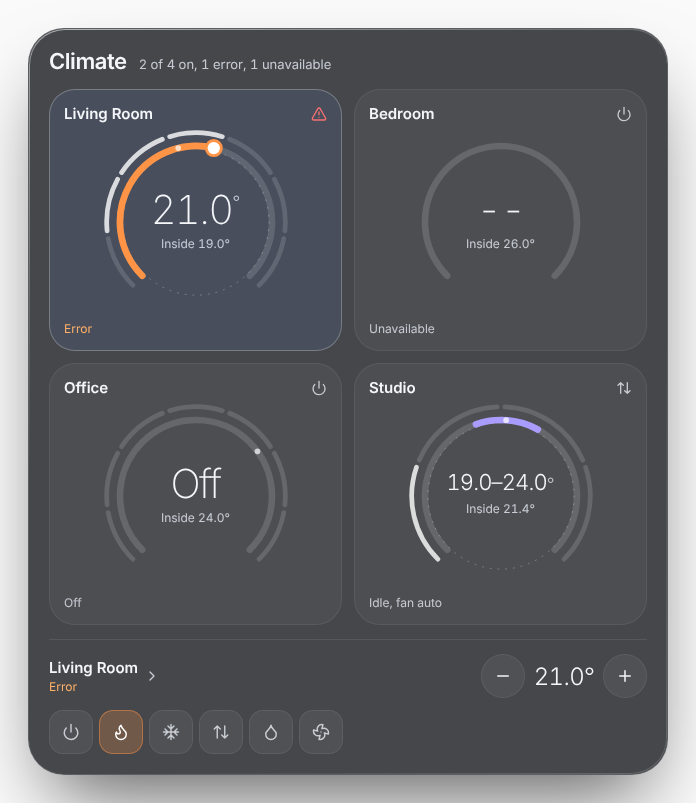 Climate 2 of 4 on, 1 error, 1 unavailable
Living Room
21.0°
Inside 19.0°
Error
Bedroom
– –
Inside 26.0°
Unavailable
Office
Off
Inside 24.0°
Off
Studio
19.0–24.0°
Inside 21.4°
Idle, fan auto
Living Room
Error
− 21.0° +